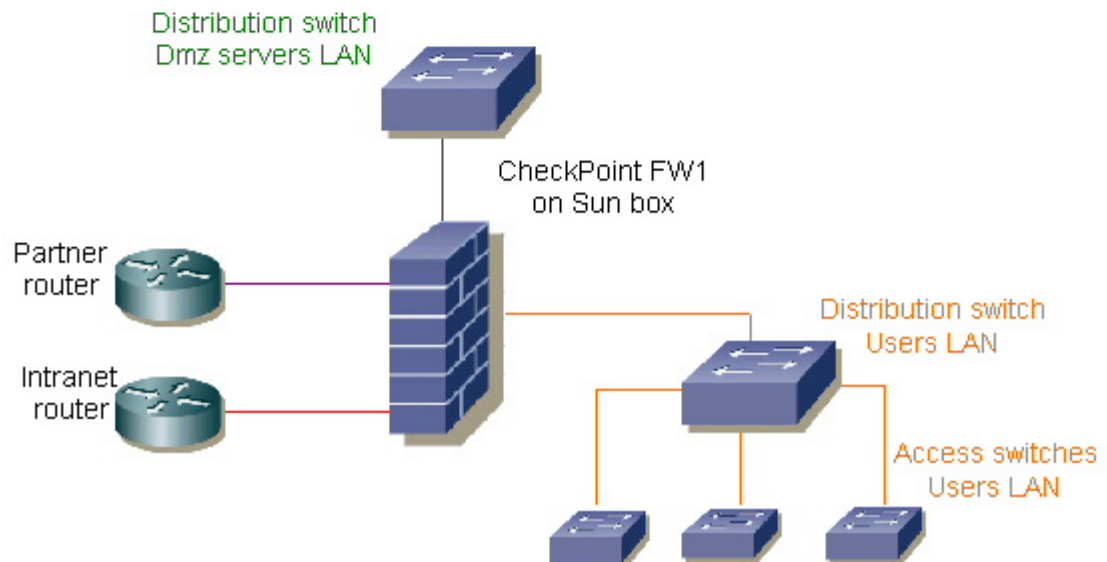 Distribution switch
Dmz servers LAN
CheckPoint FW1
on Sun box
Partner
router
Distribution switch
Users LAN
Intranet
router
Access switches
Users LAN